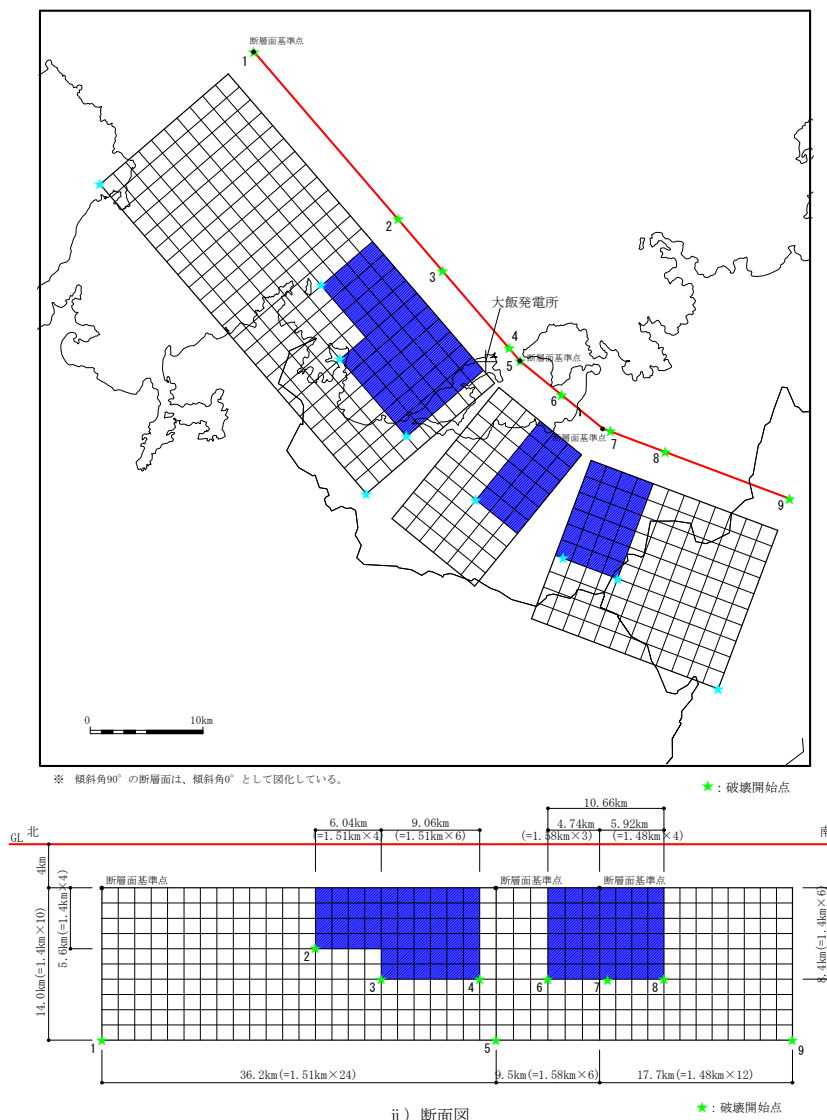 断層面基準点
1
2
3
大飯発電所
4
断層面基準点
5
6
断層面基準点
7
8
9
0 10km
※ 傾斜角90°の断層面は、傾斜角0°として図化している。
★：破壊開始点
10.66km
6.04km 9.06km 4.74km 5.92km
(=1.51km×4) (=1.51km×6) (=1.58km×3) (=1.48km×4)
GL 北 南
4km
断層面基準点 断層面基準点 断層面基準点
5.6km(=1.4km×4)
14.0km(=1.4km×10)
8.4km(=1.4km×6)
2
3 4 6 7 8
1 5 9
36.2km(=1.51km×24) 9.5km(=1.58km×6) 17.7km(=1.48km×12)
ⅱ) 断面図
★：破壊開始点